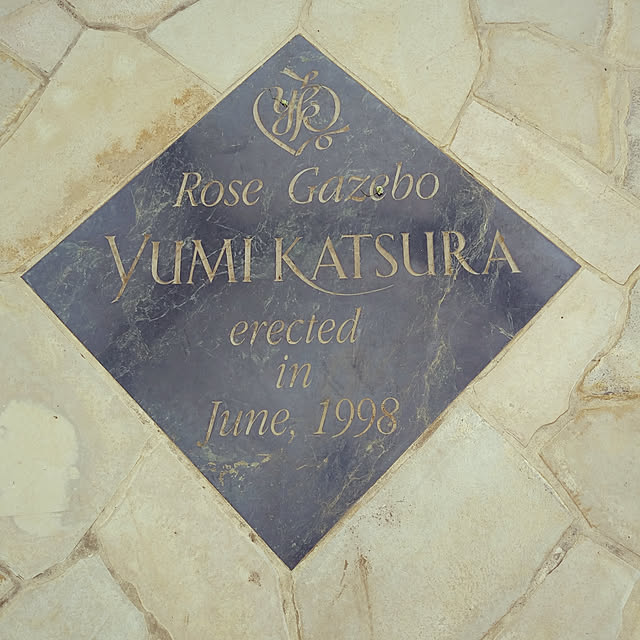 Rose Gazebo
YUMI KATSURA
erected
in
June, 1998